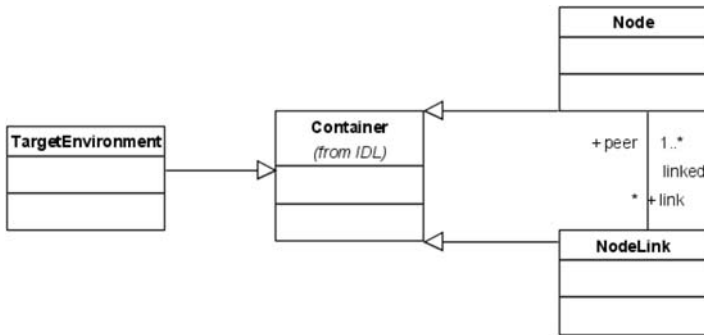 Node
Container
(from IDL)
TargetEnvironment
+ peer 1..*
linked
* + link
NodeLink